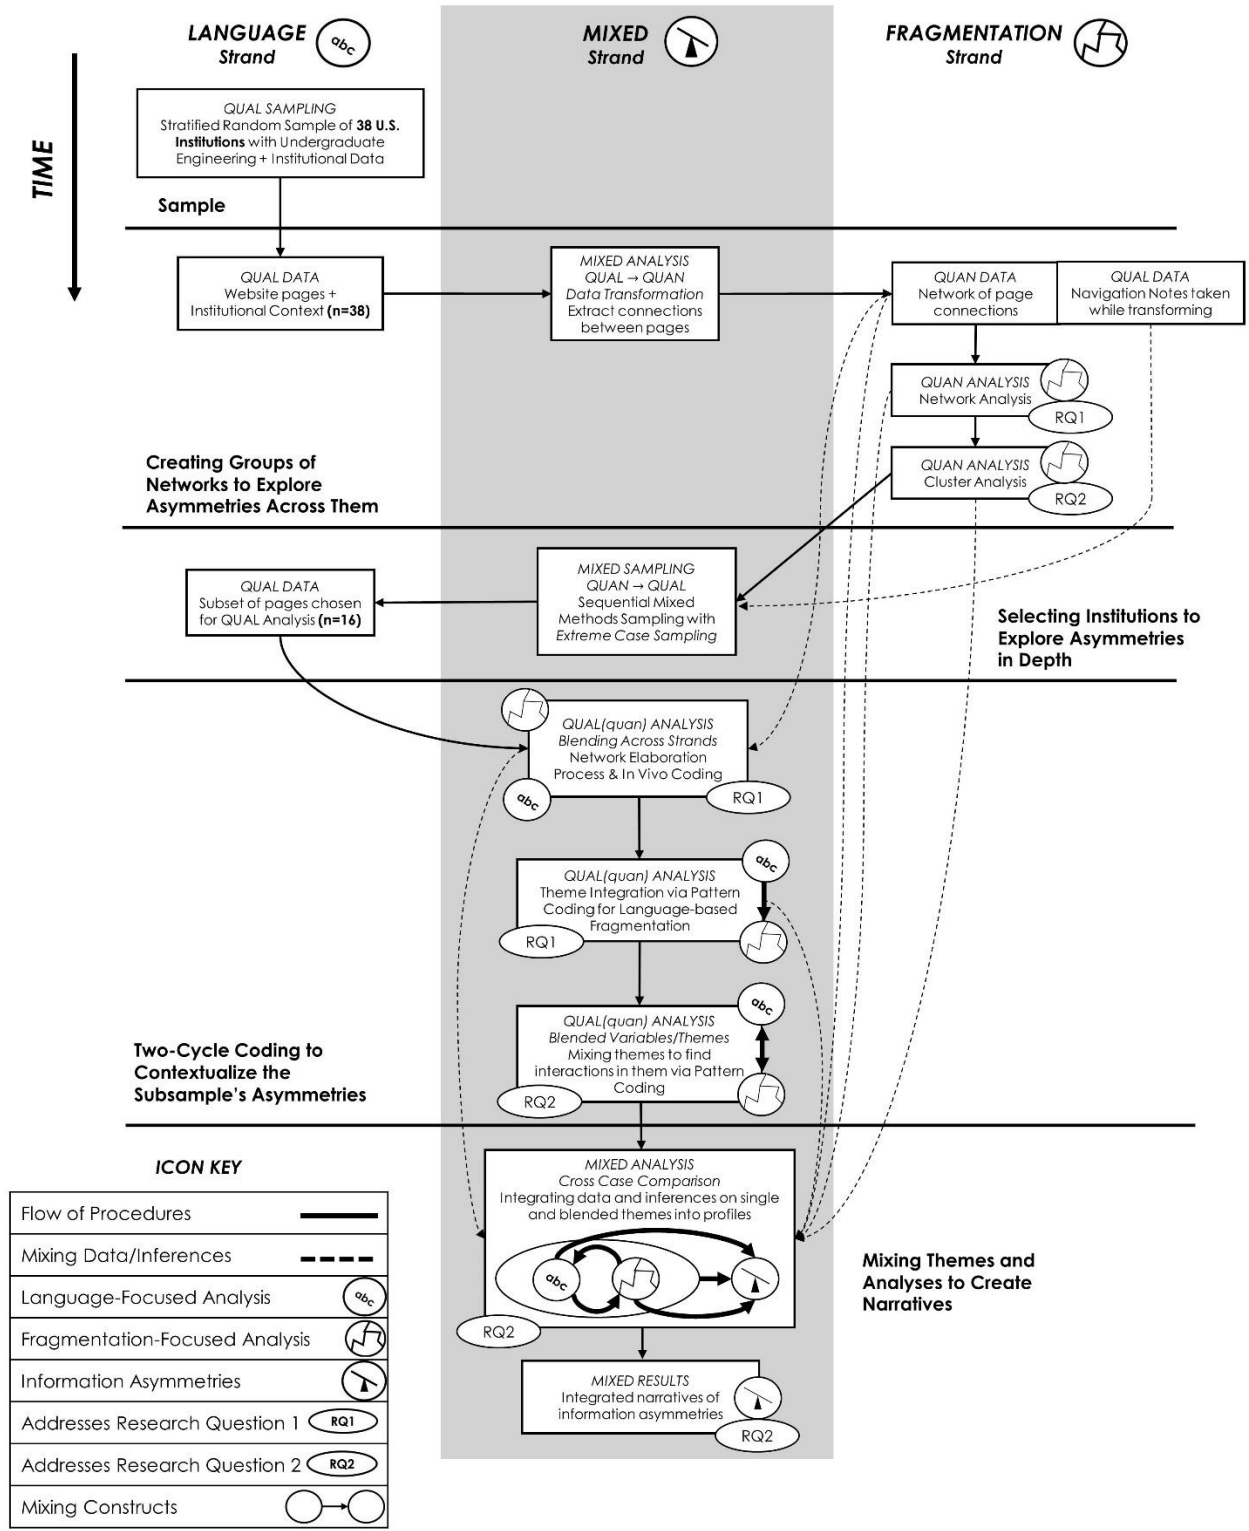 LANGUAGE
Strand
abc
MIXED
Strand
FRAGMENTATION
Strand
TIME
QUAL SAMPLING
Stratified Random Sample of 38 U.S.
Institutions with Undergraduate
Engineering + Institutional Data
Sample
QUAL DATA
Website pages +
Institutional Context (n=38)
MIXED ANALYSIS
QUAL → QUAN
Data Transformation
Extract connections
between pages
QUAN DATA
Network of page
connections
QUAL DATA
Navigation Notes taken
while transforming
QUAN ANALYSIS
Network Analysis
RQ1
QUAN ANALYSIS
Cluster Analysis
RQ2
Creating Groups of
Networks to Explore
Asymmetries Across Them
QUAL DATA
Subset of pages chosen
for QUAL Analysis (n=16)
MIXED SAMPLING
QUAN → QUAL
Sequential Mixed
Methods Sampling with
Extreme Case Sampling
Selecting Institutions to
Explore Asymmetries
in Depth
QUAL(quan) ANALYSIS
Blending Across Strands
Network Elaboration
Process & In Vivo Coding
abc
RQ1
abc
QUAL(quan) ANALYSIS
Theme Integration via Pattern
Coding for Language-based
Fragmentation
RQ1
abc
QUAL(quan) ANALYSIS
Blended Variables/Themes
Mixing themes to find
interactions in them via Pattern
Coding
RQ2
Two-Cycle Coding to
Contextualize the
Subsample's Asymmetries
MIXED ANALYSIS
Cross Case Comparison
Integrating data and inferences on single
and blended themes into profiles
abc
RQ2
Mixing Themes and
Analyses to Create
Narratives
MIXED RESULTS
Integrated narratives of
information asymmetries
RQ2
ICON KEY
Flow of Procedures
Mixing Data/Inferences
Language-Focused Analysis abc
Fragmentation-Focused Analysis
Information Asymmetries
Addresses Research Question 1 RQ1
Addresses Research Question 2 RQ2
Mixing Constructs